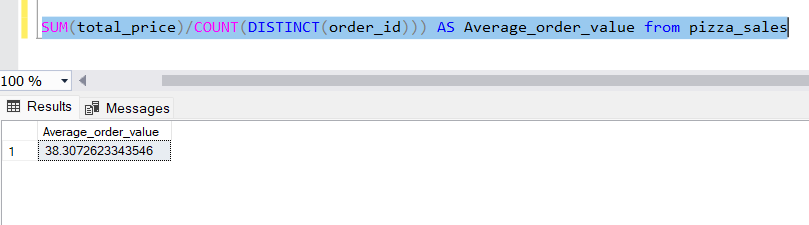 SUM(total_price)/COUNT(DISTINCT(order_id))) AS Average_order_value from pizza_sales
100 %
Results Messages
Average_order_value
1 38.3072623343546